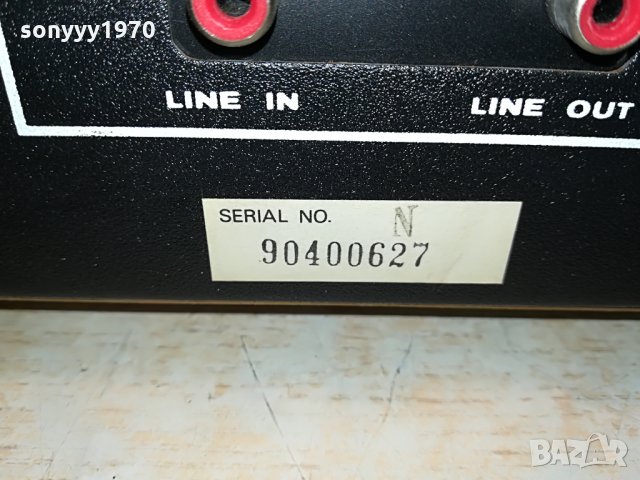 sonyyy1970
LINE IN LINE OUT
SERIAL NO. N
90400627
BAZAR